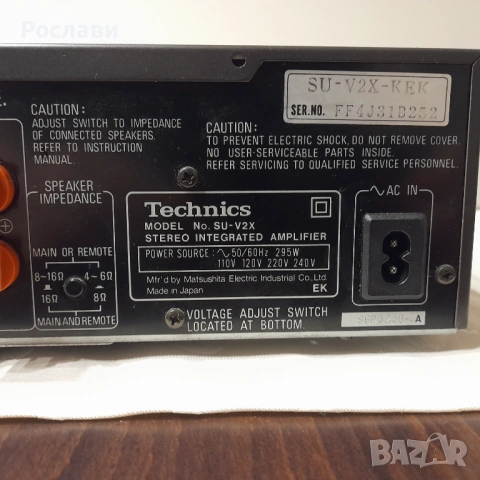 Рослави
SU-V2X-KEK
SER.NO. FF4J31B252
CAUTION:
ADJUST SWITCH TO IMPEDANCE
OF CONNECTED SPEAKERS.
REFER TO INSTRUCTION
MANUAL.
CAUTION:
TO PREVENT ELECTRIC SHOCK, DO NOT REMOVE COVER.
NO USER-SERVICEABLE PARTS INSIDE.
REFER SERVICING TO QUALIFIED SERVICE PERSONNEL.
SPEAKER
IMPEDANCE
MAIN OR REMOTE
8~16Ω 4~6Ω
16Ω 8Ω
MAIN AND REMOTE
Technics
MODEL No. SU-V2X
STEREO INTEGRATED AMPLIFIER
POWER SOURCE: ∿50/60Hz 295W
110V 120V 220V 240V
Mfr'd by Matsushita Electric Industrial Co., Ltd.
Made in Japan EK
VOLTAGE ADJUST SWITCH
LOCATED AT BOTTOM.
∿ AC IN
BAZAR